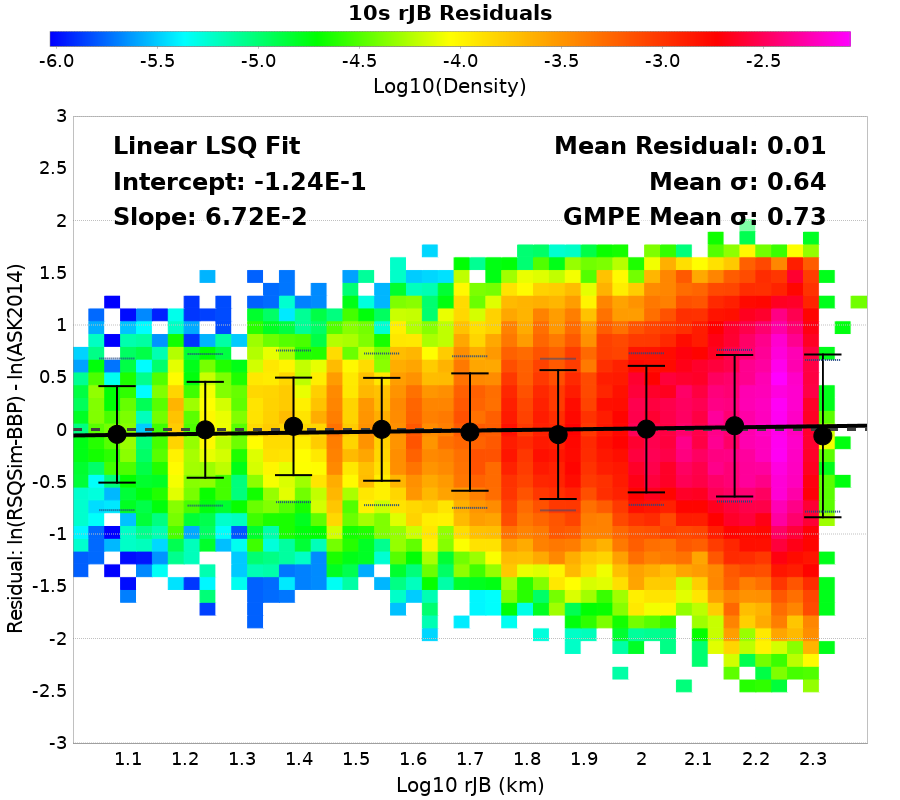 10s rJB Residuals
-6.0 -5.5 -5.0 -4.5 -4.0 -3.5 -3.0 -2.5
Log10(Density)
Linear LSQ Fit
Intercept: -1.24E-1
Slope: 6.72E-2
Mean Residual: 0.01
Mean σ: 0.64
GMPE Mean σ: 0.73
Residual: ln(RSQSim-BBP) - ln(ASK2014)
3
2.5
2
1.5
1
0.5
0
-0.5
-1
-1.5
-2
-2.5
-3
1.1 1.2 1.3 1.4 1.5 1.6 1.7 1.8 1.9 2 2.1 2.2 2.3
Log10 rJB (km)